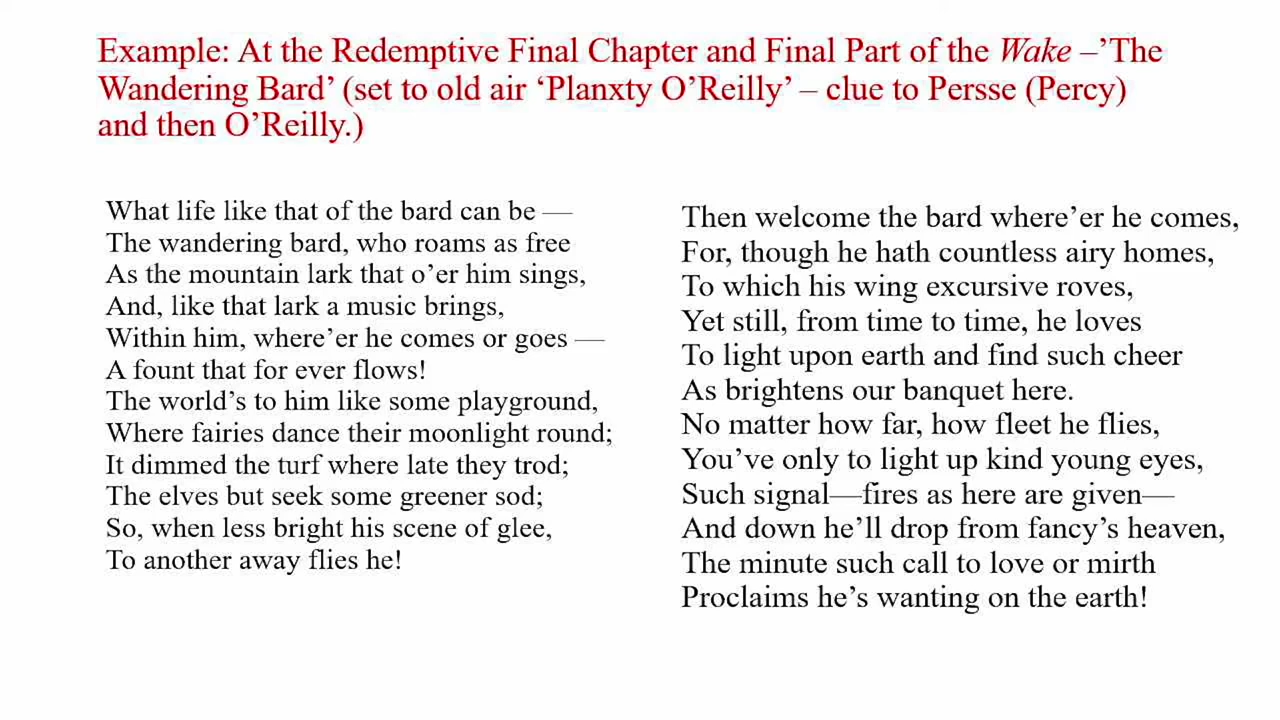 Example: At the Redemptive Final Chapter and Final Part of the Wake –’The
Wandering Bard’ (set to old air ‘Planxty O’Reilly’ – clue to Persse (Percy)
and then O’Reilly.)
What life like that of the bard can be —
The wandering bard, who roams as free
As the mountain lark that o’er him sings,
And, like that lark a music brings,
Within him, where’er he comes or goes —
A fount that for ever flows!
The world’s to him like some playground,
Where fairies dance their moonlight round;
It dimmed the turf where late they trod;
The elves but seek some greener sod;
So, when less bright his scene of glee,
To another away flies he!
Then welcome the bard where’er he comes,
For, though he hath countless airy homes,
To which his wing excursive roves,
Yet still, from time to time, he loves
To light upon earth and find such cheer
As brightens our banquet here.
No matter how far, how fleet he flies,
You’ve only to light up kind young eyes,
Such signal—fires as here are given—
And down he’ll drop from fancy’s heaven,
The minute such call to love or mirth
Proclaims he’s wanting on the earth!